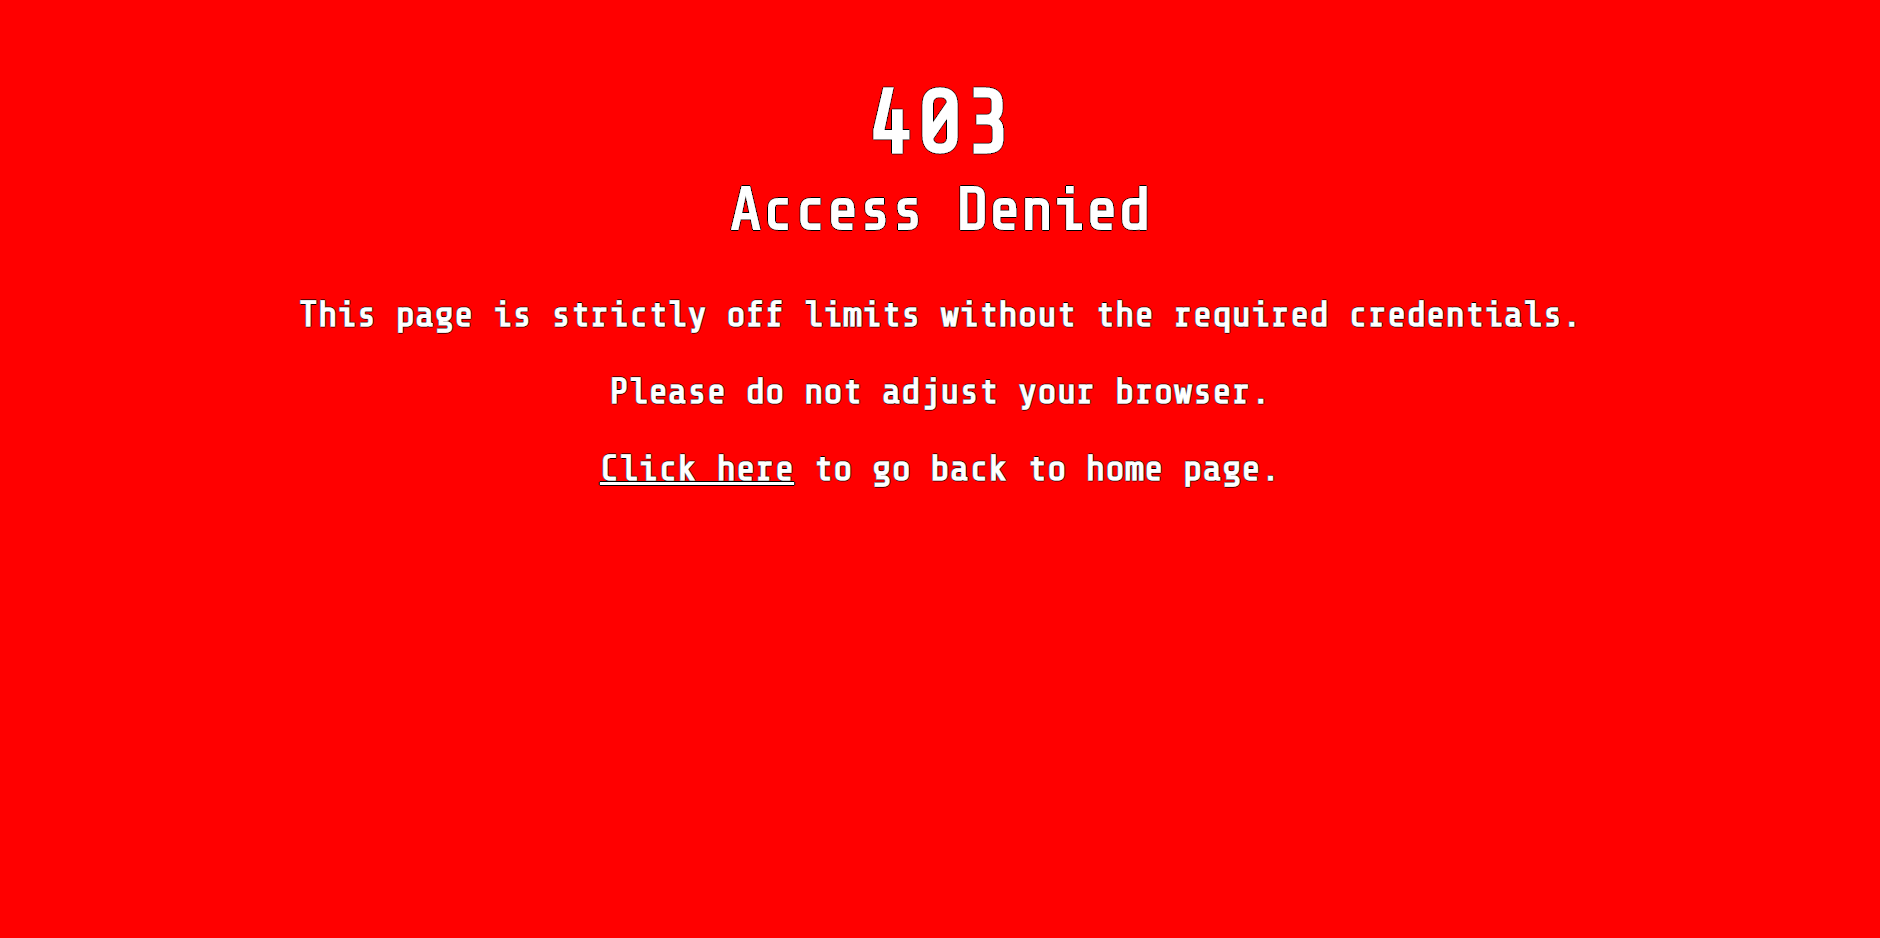 403
Access Denied
This page is strictly off limits without the required credentials.
Please do not adjust your browser.
Click here to go back to home page.